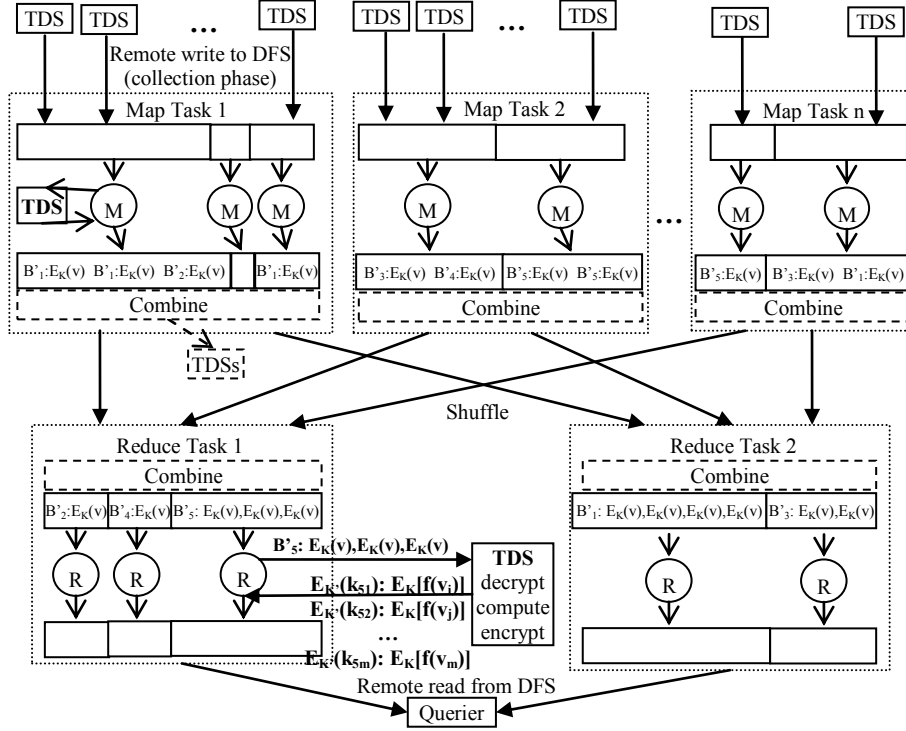 TDS TDS ... TDS TDS TDS ... TDS TDS TDS
Remote write to DFS
(collection phase)
Map Task 1 Map Task 2 Map Task n
M M M M M M M
TDS
...
B'1:EK(v) B'1:EK(v) B'2:EK(v) B'1:EK(v) B'3:EK(v) B'4:EK(v) B'5:EK(v) B'5:EK(v) B'5:EK(v) B'3:EK(v) B'1:EK(v)
Combine Combine Combine
TDSs
Shuffle
Reduce Task 1 Reduce Task 2
Combine Combine
B'2:EK(v) B'4:EK(v) B'5: EK(v),EK(v),EK(v) B'1: EK(v),EK(v),EK(v),EK(v) B'3: EK(v),EK(v)
B'5: EK(v),EK(v),EK(v)
R R R R R
TDS
decrypt
compute
encrypt
EK'(k51): EK[f(vi)]
EK'(k52): EK[f(vj)]
...
EK'(k5m): EK[f(vm)]
Remote read from DFS
Querier